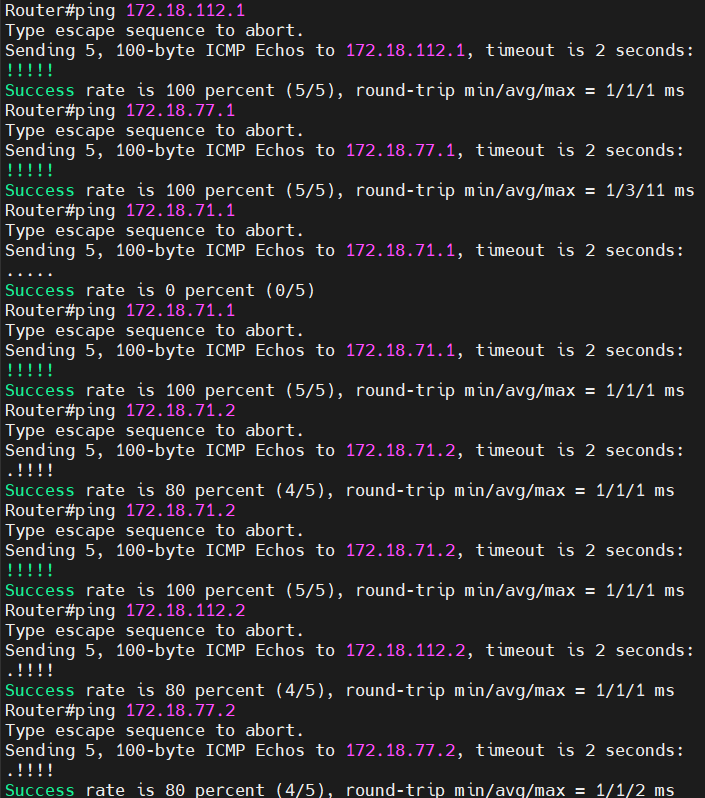 Router#ping 172.18.112.1
Type escape sequence to abort.
Sending 5, 100-byte ICMP Echos to 172.18.112.1, timeout is 2 seconds:
!!!!!
Success rate is 100 percent (5/5), round-trip min/avg/max = 1/1/1 ms
Router#ping 172.18.77.1
Type escape sequence to abort.
Sending 5, 100-byte ICMP Echos to 172.18.77.1, timeout is 2 seconds:
!!!!!
Success rate is 100 percent (5/5), round-trip min/avg/max = 1/3/11 ms
Router#ping 172.18.71.1
Type escape sequence to abort.
Sending 5, 100-byte ICMP Echos to 172.18.71.1, timeout is 2 seconds:
.....
Success rate is 0 percent (0/5)
Router#ping 172.18.71.1
Type escape sequence to abort.
Sending 5, 100-byte ICMP Echos to 172.18.71.1, timeout is 2 seconds:
!!!!!
Success rate is 100 percent (5/5), round-trip min/avg/max = 1/1/1 ms
Router#ping 172.18.71.2
Type escape sequence to abort.
Sending 5, 100-byte ICMP Echos to 172.18.71.2, timeout is 2 seconds:
.!!!!
Success rate is 80 percent (4/5), round-trip min/avg/max = 1/1/1 ms
Router#ping 172.18.71.2
Type escape sequence to abort.
Sending 5, 100-byte ICMP Echos to 172.18.71.2, timeout is 2 seconds:
!!!!!
Success rate is 100 percent (5/5), round-trip min/avg/max = 1/1/1 ms
Router#ping 172.18.112.2
Type escape sequence to abort.
Sending 5, 100-byte ICMP Echos to 172.18.112.2, timeout is 2 seconds:
.!!!!
Success rate is 80 percent (4/5), round-trip min/avg/max = 1/1/1 ms
Router#ping 172.18.77.2
Type escape sequence to abort.
Sending 5, 100-byte ICMP Echos to 172.18.77.2, timeout is 2 seconds:
.!!!!
Success rate is 80 percent (4/5), round-trip min/avg/max = 1/1/2 ms